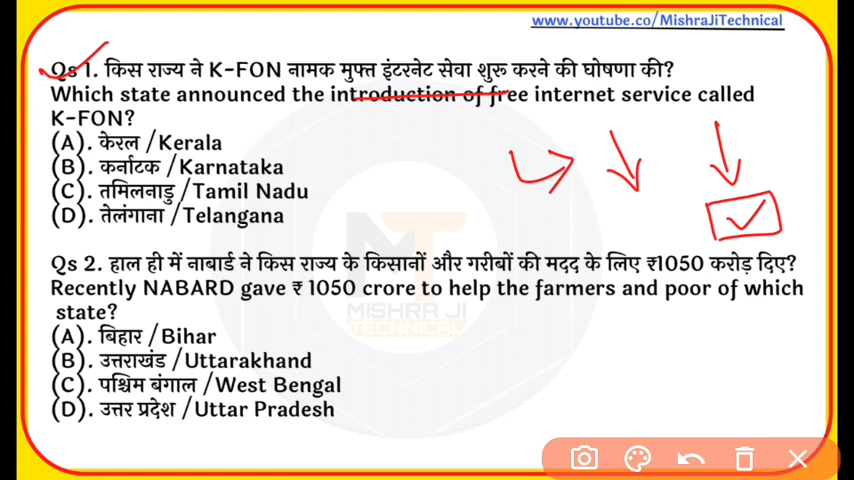 www.youtube.co/MishraJiTechnical
Qs 1. किस राज्य ने K-FON नामक मुफ्त इंटरनेट सेवा शुरू करने की घोषणा की?
Which state announced the introduction of free internet service called
K-FON?
(A). केरल /Kerala
(B). कर्नाटक /Karnataka
(C). तमिलनाडु /Tamil Nadu
(D). तेलंगाना /Telangana
Qs 2. हाल ही में नाबार्ड ने किस राज्य के किसानों और गरीबों की मदद के लिए ₹1050 करोड़ दिए?
Recently NABARD gave ₹ 1050 crore to help the farmers and poor of which
state?
MISHRA JI
TECHNICAL
(A). बिहार /Bihar
(B). उत्तराखंड /Uttarakhand
(C). पश्चिम बंगाल /West Bengal
(D). उत्तर प्रदेश /Uttar Pradesh